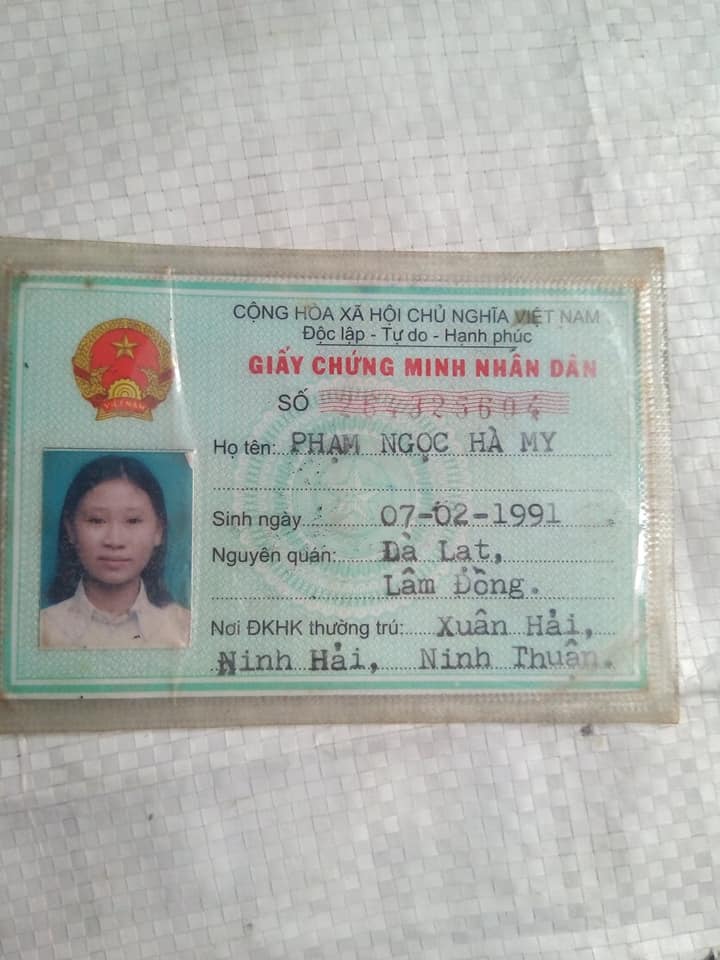 CỘNG HÒA XÃ HỘI CHỦ NGHĨA VIỆT NAM
Độc lập - Tự do - Hạnh phúc
GIẤY CHỨNG MINH NHÂN DÂN
SỐ 264325604
Họ tên: PHẠM NGỌC HÀ MY
Sinh ngày 07-02-1991
Nguyên quán: Đà Lạt,
Lâm Đồng.
Nơi ĐKHK thường trú: Xuân Hải,
Ninh Hải, Ninh Thuận.
VIỆT NAM